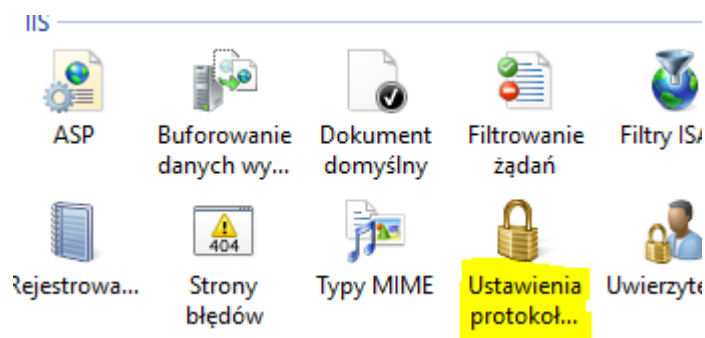 IIS
ASP
Buforowanie
danych wy...
Dokument
domyślny
Filtrowanie
żądań
Filtry ISA
404
Rejestrowa...
Strony
błędów
Typy MIME
Ustawienia
protokoł...
Uwierzyte